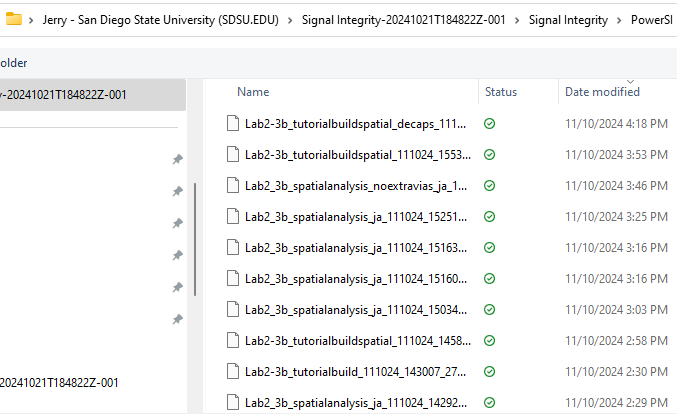 Jerry - San Diego State University (SDSU.EDU) > Signal Integrity-20241021T184822Z-001 > Signal Integrity > PowerSI
older
y-20241021T184822Z-001
Name Status Date modified
Lab2-3b_tutorialbuildspatial_decaps_111... 11/10/2024 4:18 PM
Lab2-3b_tutorialbuildspatial_111024_1553... 11/10/2024 3:53 PM
Lab2_3b_spatialanalysis_noextravias_ja_1... 11/10/2024 3:46 PM
Lab2_3b_spatialanalysis_ja_111024_15251... 11/10/2024 3:25 PM
Lab2_3b_spatialanalysis_ja_111024_15163... 11/10/2024 3:16 PM
Lab2_3b_spatialanalysis_ja_111024_15160... 11/10/2024 3:16 PM
Lab2_3b_spatialanalysis_ja_111024_15034... 11/10/2024 3:03 PM
Lab2-3b_tutorialbuildspatial_111024_1458... 11/10/2024 2:58 PM
Lab2-3b_tutorialbuild_111024_143007_27... 11/10/2024 2:30 PM
20241021T184822Z-001
Lab2_3b_spatialanalysis_ja_111024_14292... 11/10/2024 2:29 PM